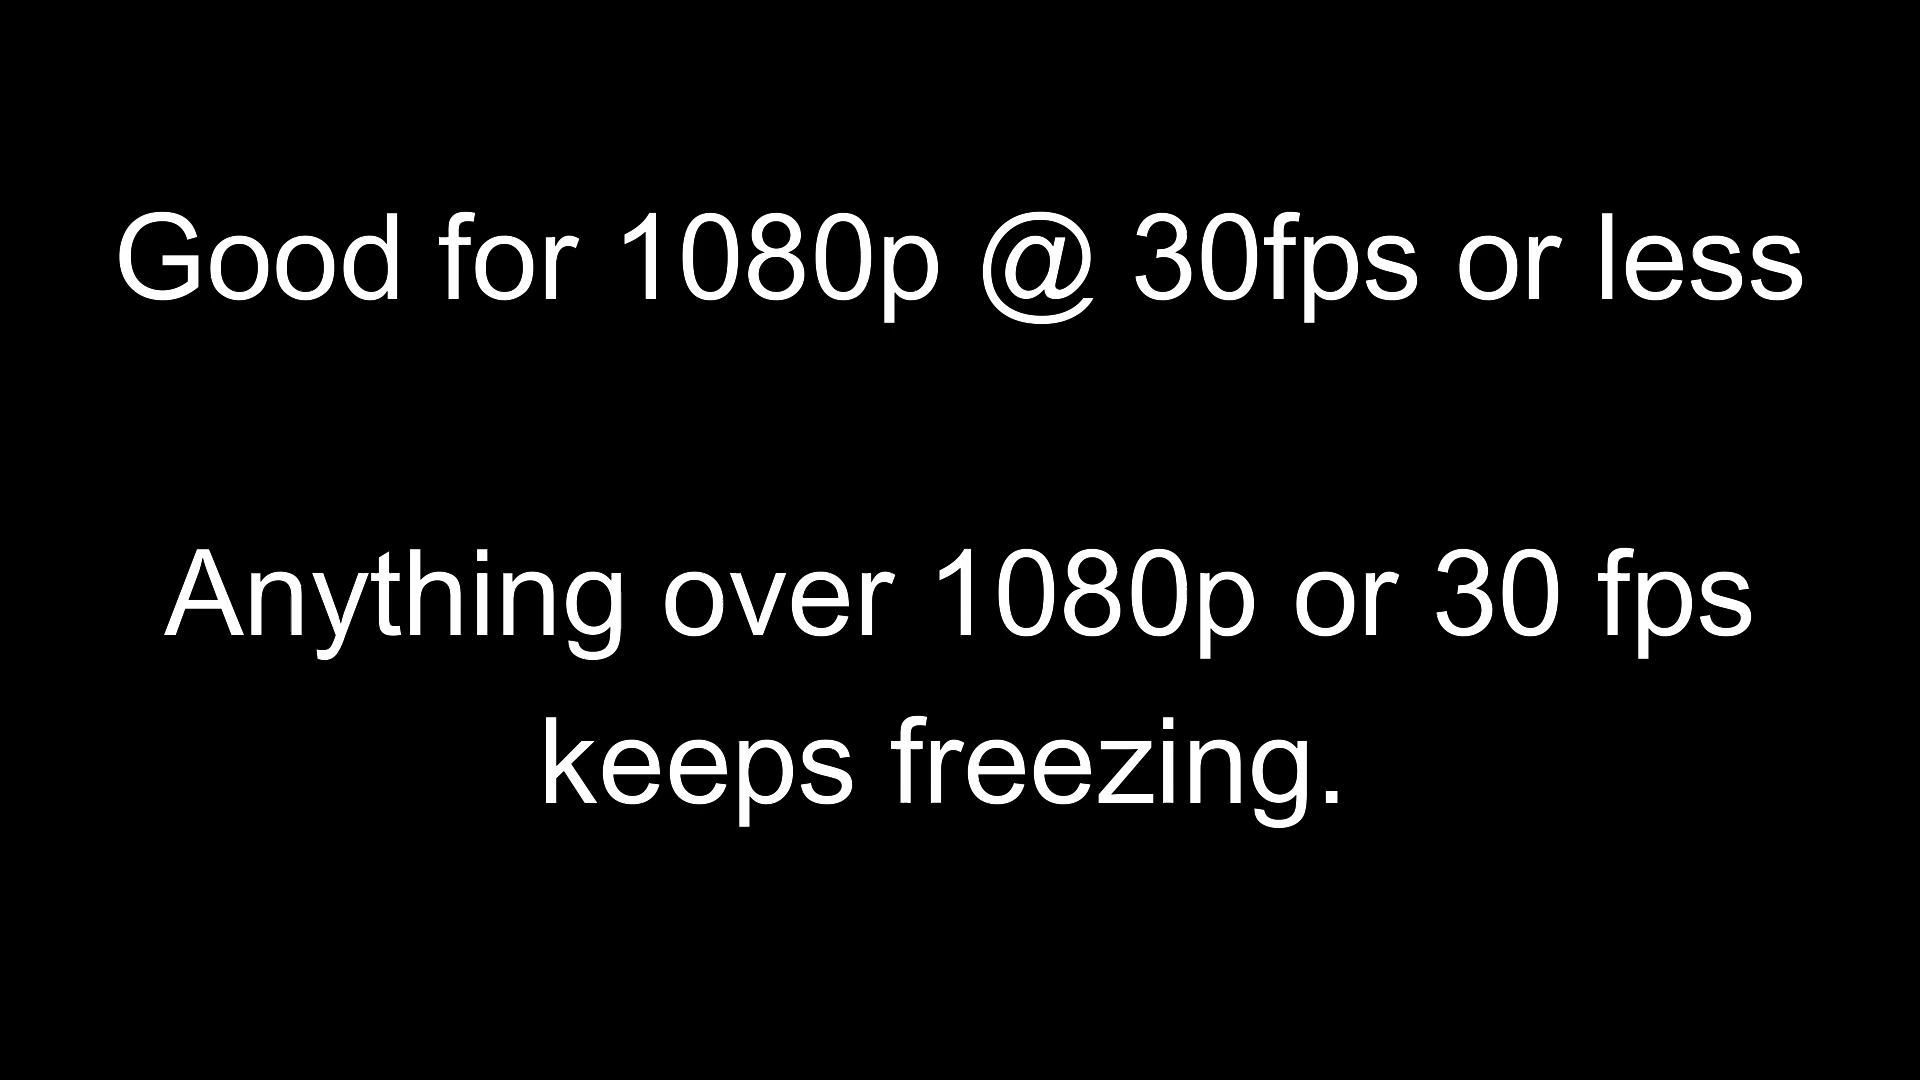 Good for 1080p @ 30fps or less
Anything over 1080p or 30 fps
keeps freezing.